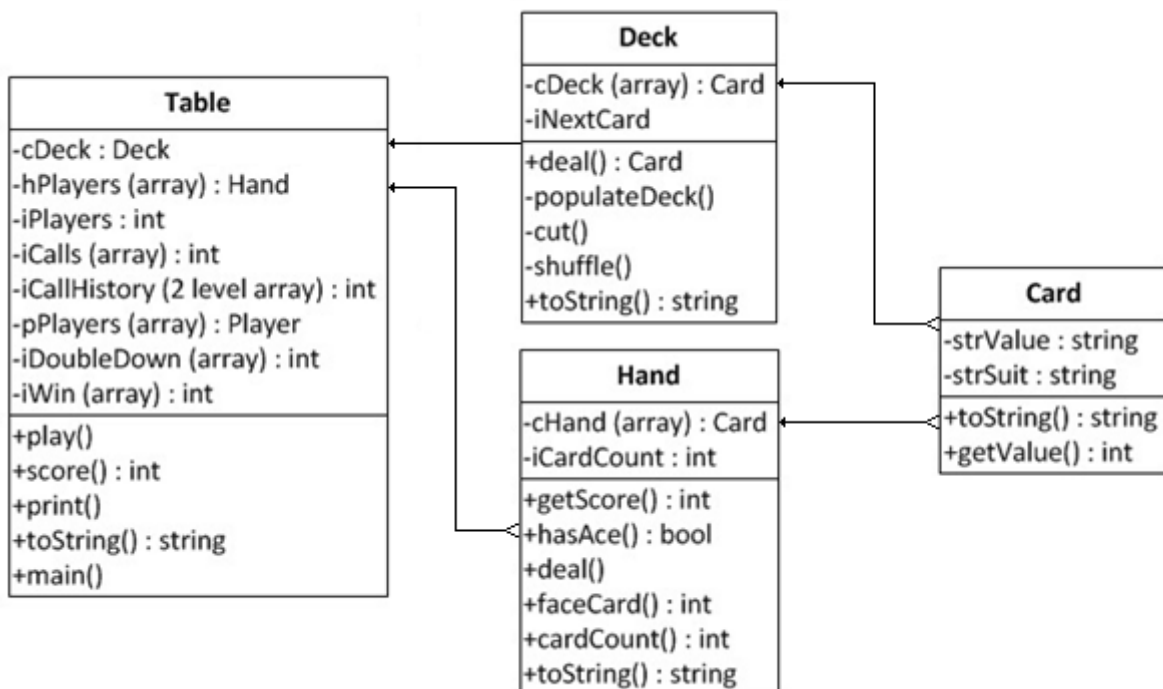 Table
-cDeck : Deck
-hPlayers (array) : Hand
-iPlayers : int
-iCalls (array) : int
-iCallHistory (2 level array) : int
-pPlayers (array) : Player
-iDoubleDown (array) : int
-iWin (array) : int
+play()
+score() : int
+print()
+toString() : string
+main()
Deck
-cDeck (array) : Card
-iNextCard
+deal() : Card
-populateDeck()
-cut()
-shuffle()
+toString() : string
Hand
-cHand (array) : Card
-iCardCount : int
+getScore() : int
+hasAce() : bool
+deal()
+faceCard() : int
+cardCount() : int
+toString() : string
Card
-strValue : string
-strSuit : string
+toString() : string
+getValue() : int